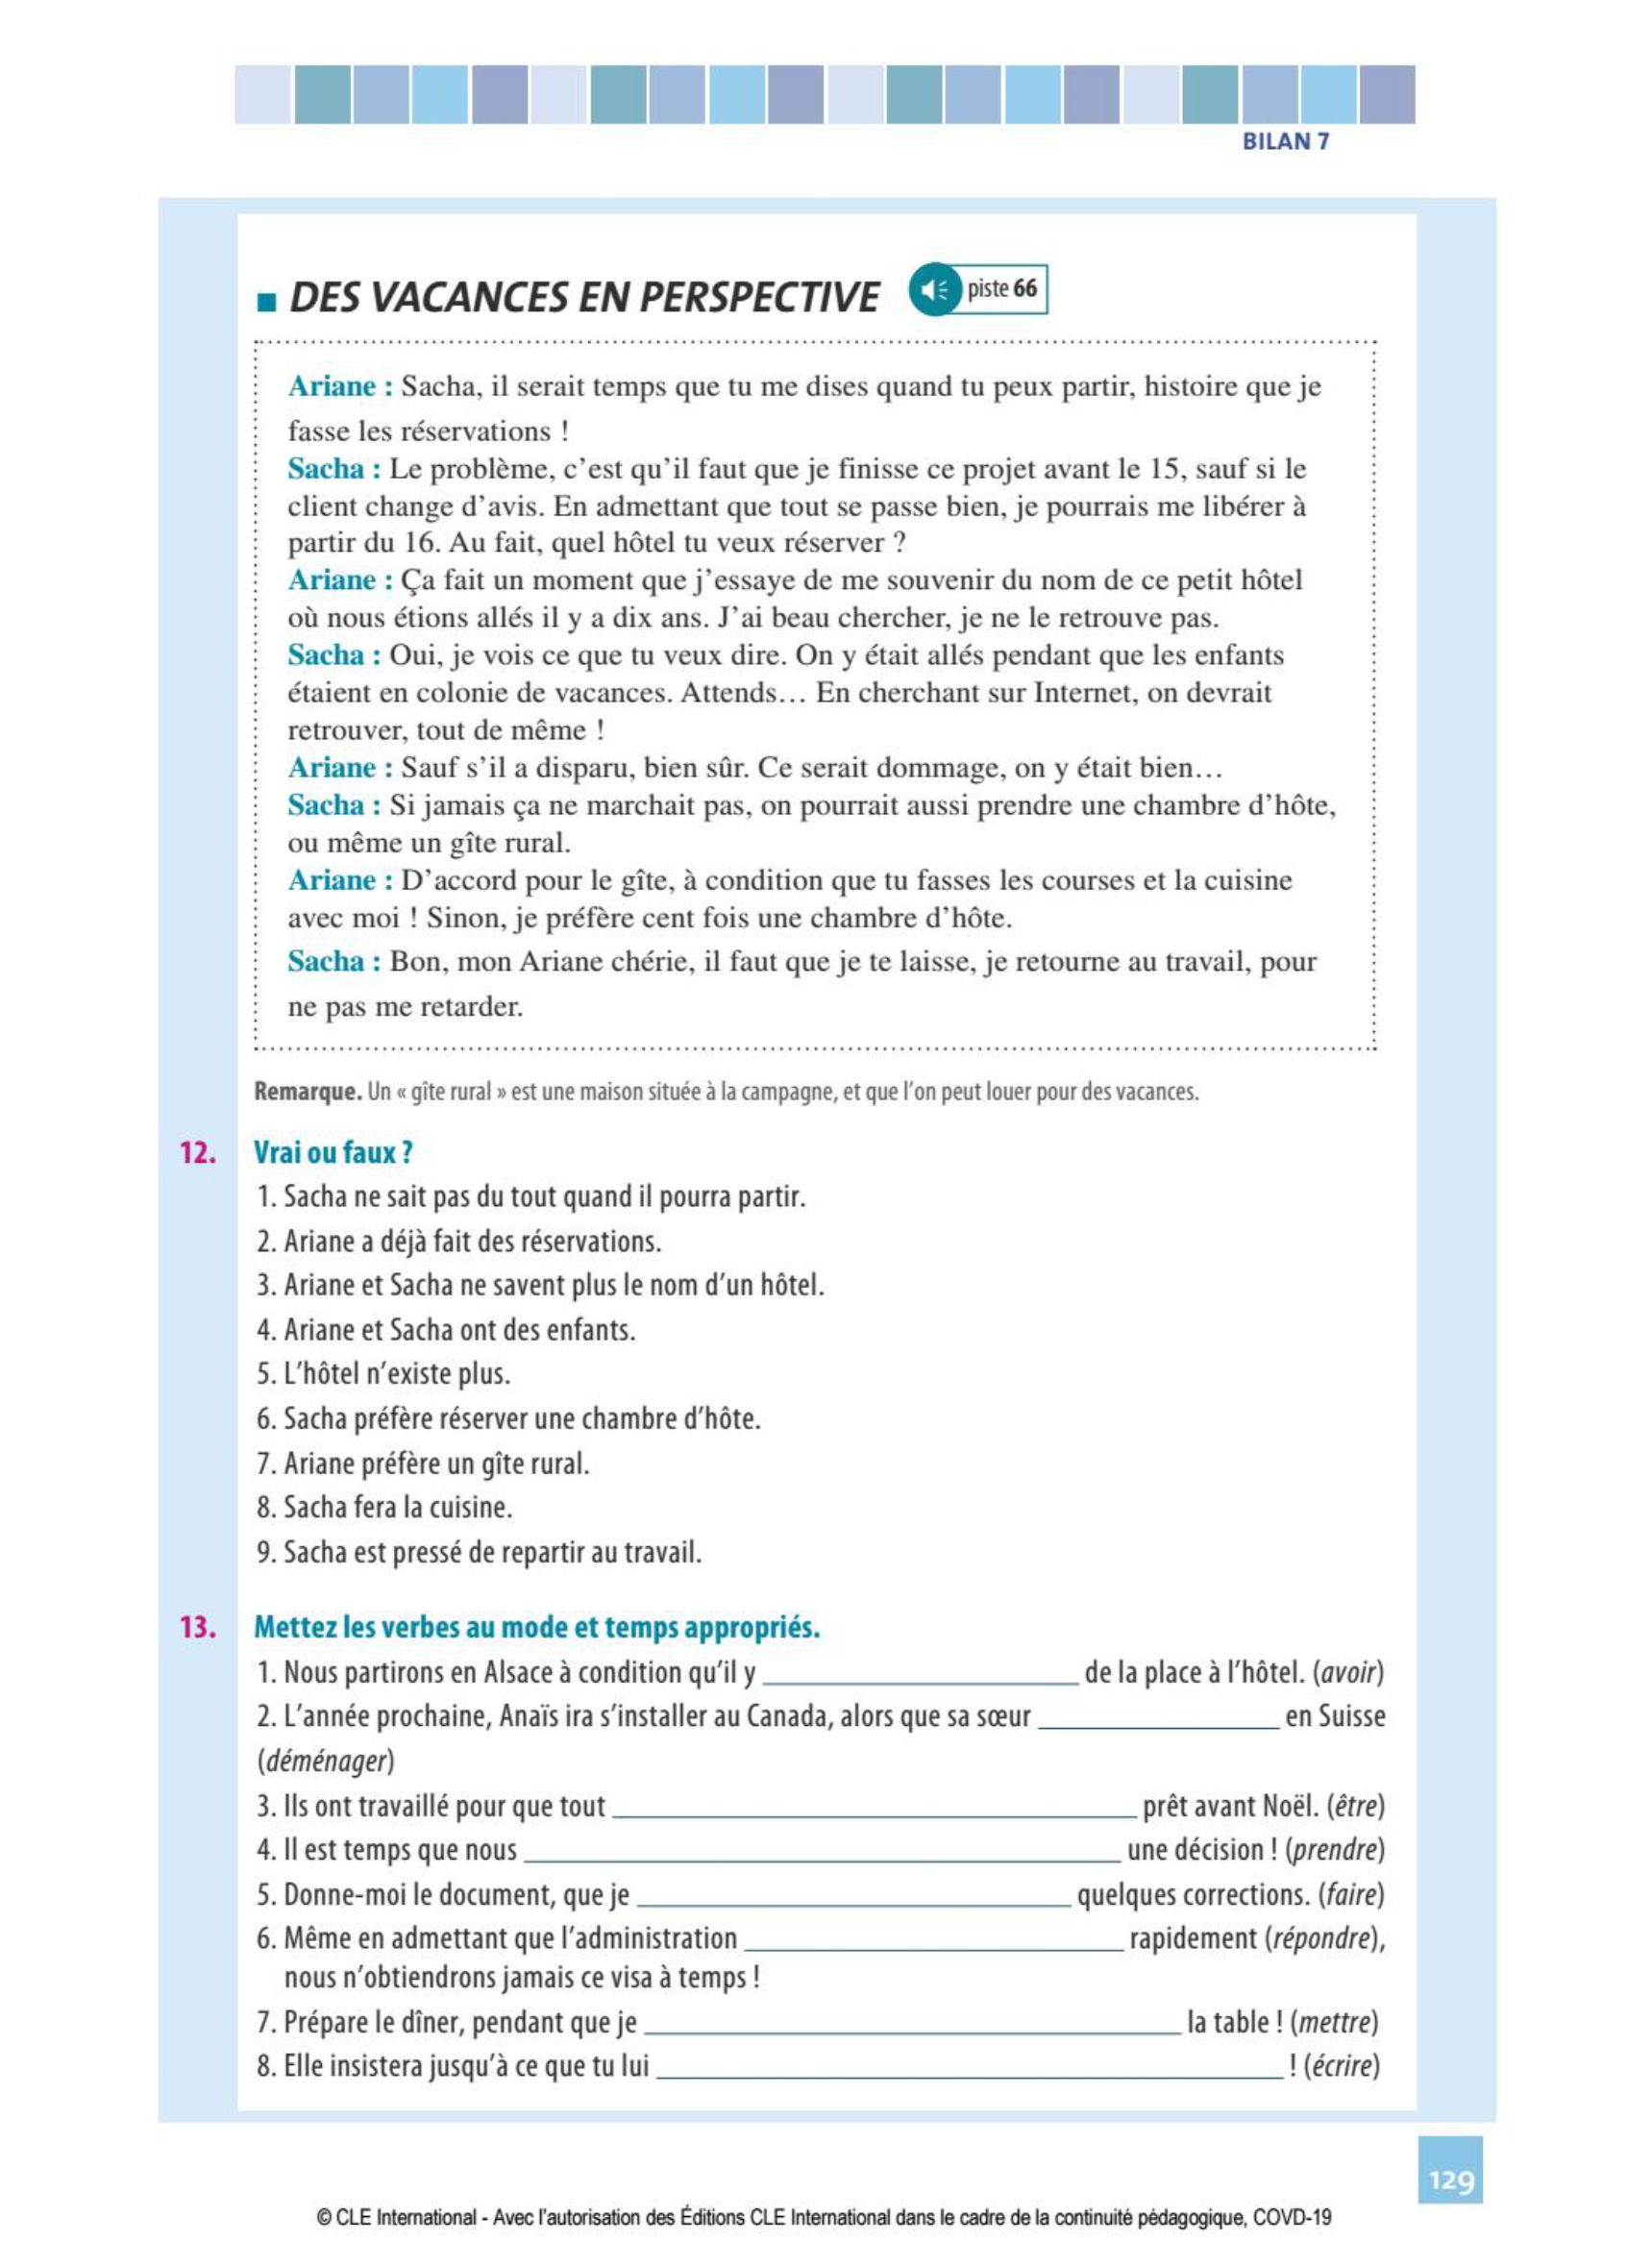 BILAN 7
DES VACANCES EN PERSPECTIVE piste 66
Ariane : Sacha, il serait temps que tu me dises quand tu peux partir, histoire que je
fasse les réservations !
Sacha : Le problème, c’est qu’il faut que je finisse ce projet avant le 15, sauf si le
client change d’avis. En admettant que tout se passe bien, je pourrais me libérer à
partir du 16. Au fait, quel hôtel tu veux réserver ?
Ariane : Ça fait un moment que j’essaye de me souvenir du nom de ce petit hôtel
où nous étions allés il y a dix ans. J’ai beau chercher, je ne le retrouve pas.
Sacha : Oui, je vois ce que tu veux dire. On y était allés pendant que les enfants
étaient en colonie de vacances. Attends… En cherchant sur Internet, on devrait
retrouver, tout de même !
Ariane : Sauf s’il a disparu, bien sûr. Ce serait dommage, on y était bien…
Sacha : Si jamais ça ne marchait pas, on pourrait aussi prendre une chambre d’hôte,
ou même un gîte rural.
Ariane : D’accord pour le gîte, à condition que tu fasses les courses et la cuisine
avec moi ! Sinon, je préfère cent fois une chambre d’hôte.
Sacha : Bon, mon Ariane chérie, il faut que je te laisse, je retourne au travail, pour
ne pas me retarder.
Remarque. Un « gîte rural » est une maison située à la campagne, et que l’on peut louer pour des vacances.
12. Vrai ou faux ?
1. Sacha ne sait pas du tout quand il pourra partir.
2. Ariane a déjà fait des réservations.
3. Ariane et Sacha ne savent plus le nom d’un hôtel.
4. Ariane et Sacha ont des enfants.
5. L’hôtel n’existe plus.
6. Sacha préfère réserver une chambre d’hôte.
7. Ariane préfère un gîte rural.
8. Sacha fera la cuisine.
9. Sacha est pressé de repartir au travail.
13. Mettez les verbes au mode et temps appropriés.
1. Nous partirons en Alsace à condition qu’il y ____ de la place à l’hôtel. (avoir)
2. L’année prochaine, Anaïs ira s’installer au Canada, alors que sa sœur ____ en Suisse
(déménager)
3. Ils ont travaillé pour que tout ____ prêt avant Noël. (être)
4. Il est temps que nous ____ une décision ! (prendre)
5. Donne-moi le document, que je ____ quelques corrections. (faire)
6. Même en admettant que l’administration ____ rapidement (répondre),
nous n’obtiendrons jamais ce visa à temps !
7. Prépare le dîner, pendant que je ____ la table ! (mettre)
8. Elle insistera jusqu’à ce que tu lui ____ ! (écrire)
129
© CLE International - Avec l’autorisation des Éditions CLE International dans le cadre de la continuité pédagogique, COVD-19